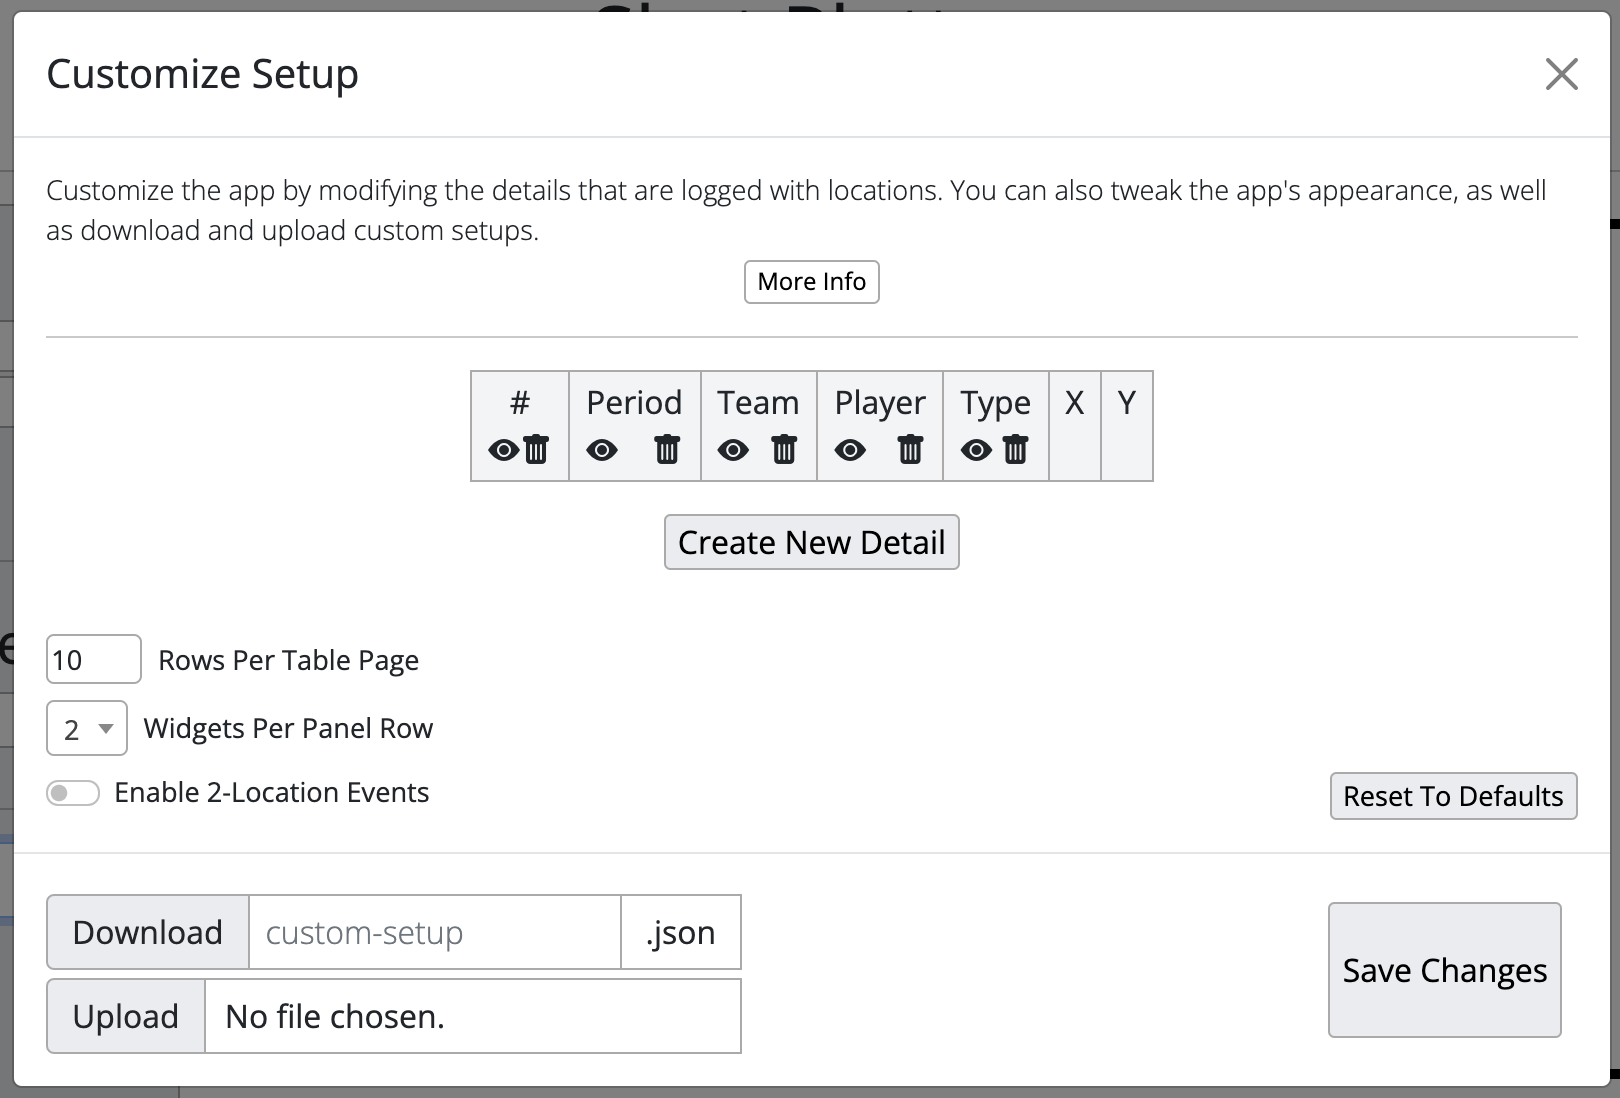 Customize Setup
Customize the app by modifying the details that are logged with locations. You can also tweak the app's appearance, as well
as download and upload custom setups.
More Info
# Period Team Player Type X Y
Create New Detail
10 Rows Per Table Page
2 Widgets Per Panel Row
Enable 2-Location Events
Reset To Defaults
Download custom-setup .json
Save Changes
Upload No file chosen.